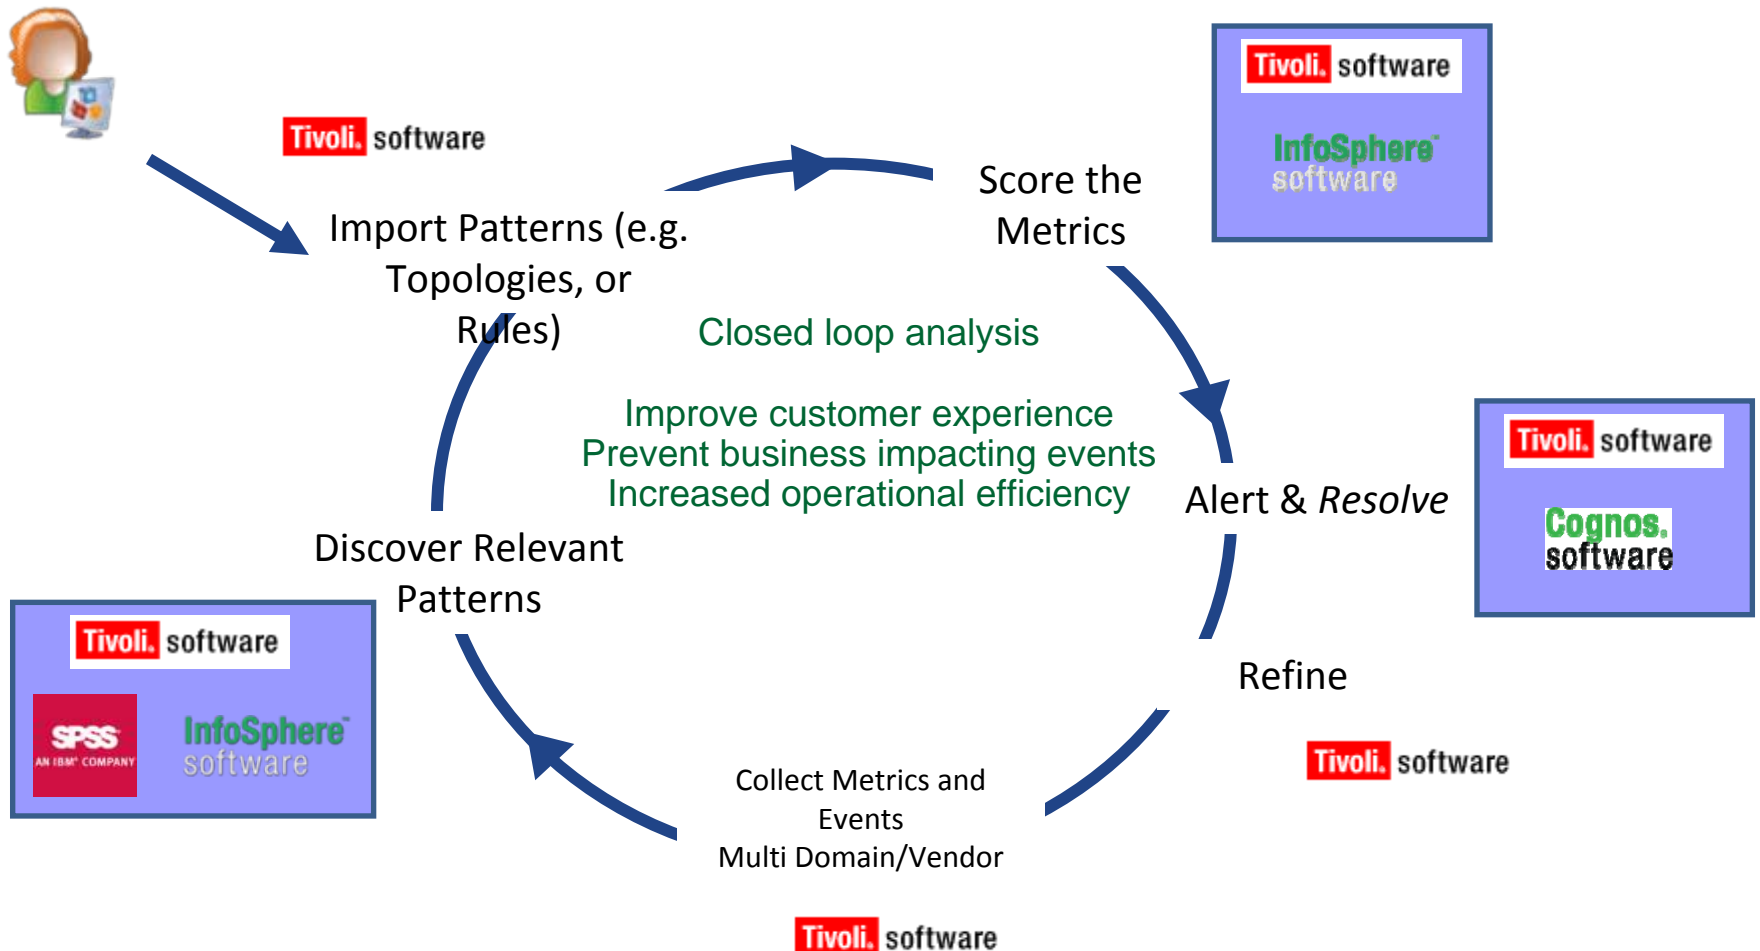 Tivoli. software
Import Patterns (e.g.
Topologies, or
Rules)
Score the
Metrics
Tivoli. software
InfoSphere™
software
Closed loop analysis
Improve customer experience
Prevent business impacting events
Increased operational efficiency
Alert & Resolve
Tivoli. software
Cognos.
software
Discover Relevant
Patterns
Tivoli. software
SPSS
AN IBM® COMPANY
InfoSphere™
software
Refine
Tivoli. software
Collect Metrics and
Events
Multi Domain/Vendor
Tivoli. software